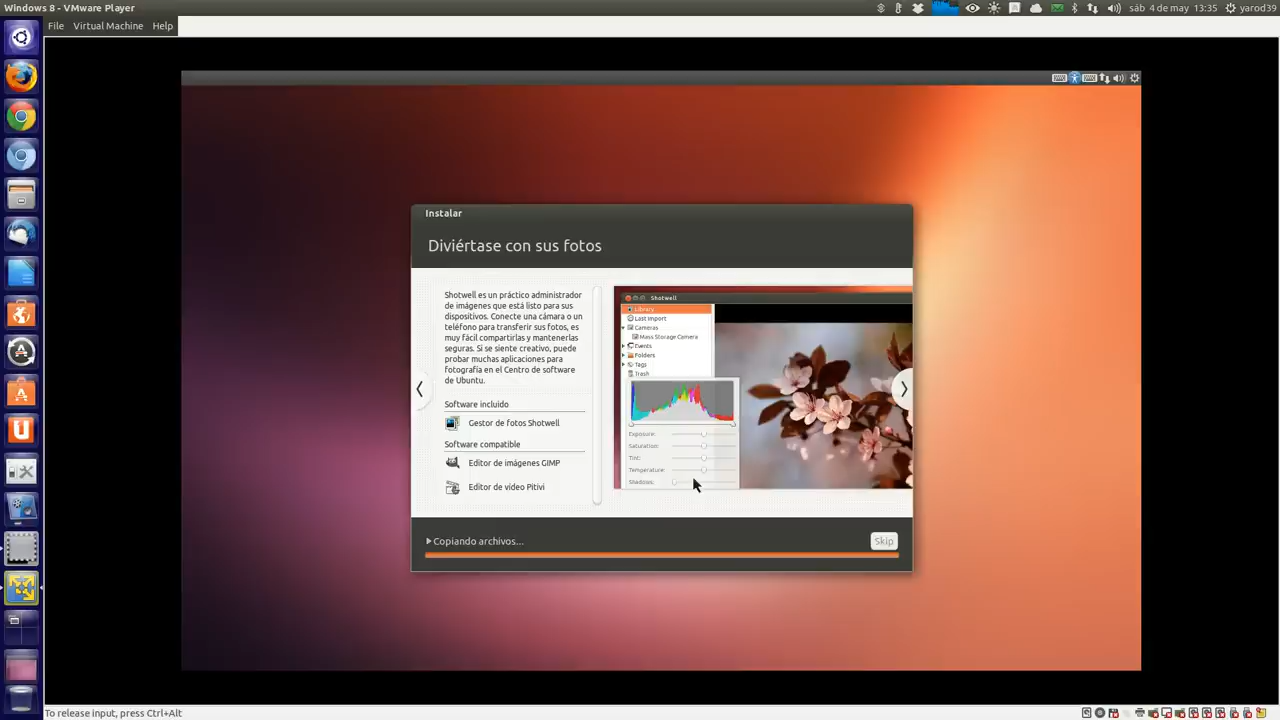 Windows 8 - VMware Player
sáb 4 de may 13:35
yarod39
File Virtual Machine Help
Instalar
Diviértase con sus fotos
Shotwell es un práctico administrador
de imágenes que está listo para sus
dispositivos. Conecte una cámara o un
teléfono para transferir sus fotos, es
muy fácil compartirlas y mantenerlas
seguras. Si se siente creativo, puede
probar muchas aplicaciones para
fotografía en el Centro de software
de Ubuntu.
Software incluido
Gestor de fotos Shotwell
Software compatible
Editor de imágenes GIMP
Editor de video Pitivi
Shotwell
Library
Last Import
Cameras
Mass Storage Camera
Events
Folders
Tags
Trash
Exposure:
Saturation:
Tint:
Temperature:
Shadows:
Copiando archivos...
Skip
To release input, press Ctrl+Alt